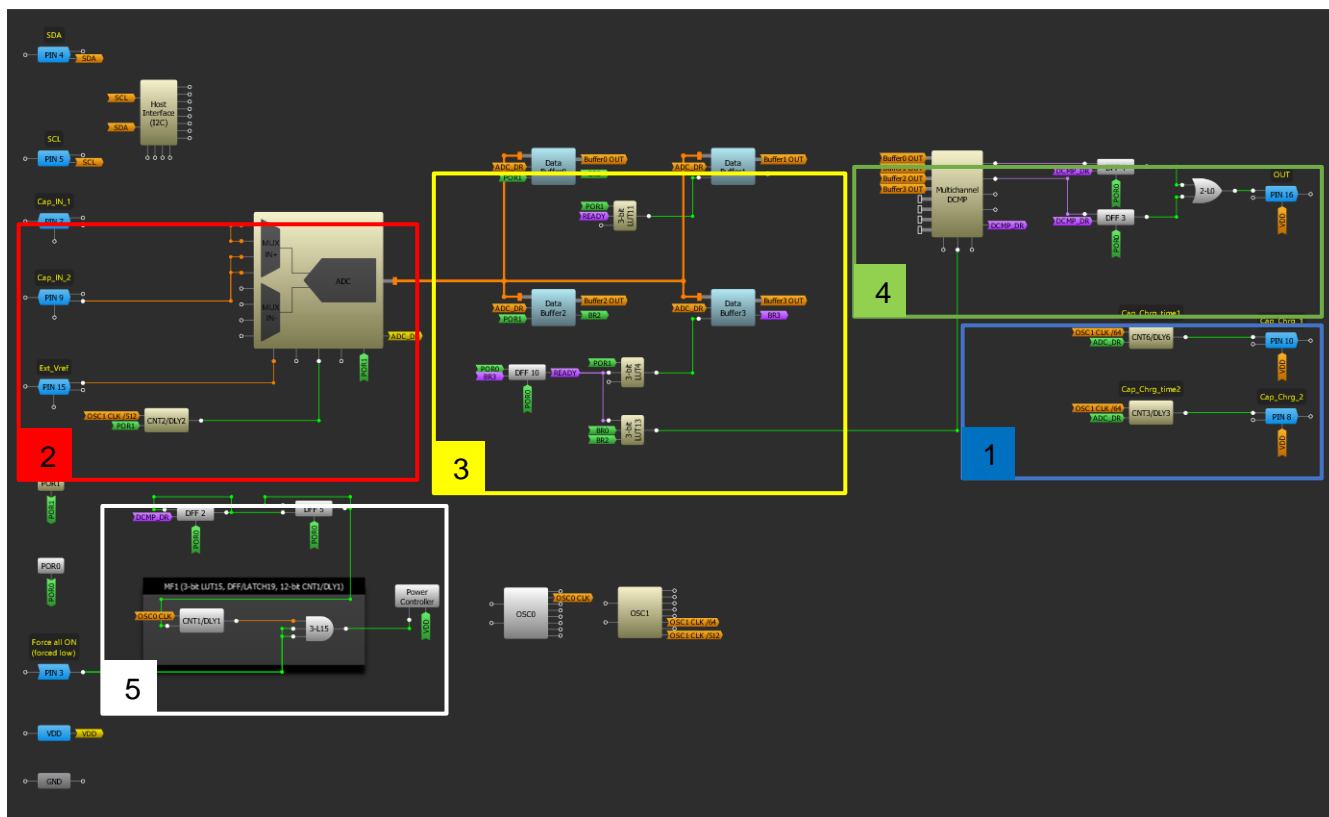 SDA
PIN 4
SDA
SCL
SDA
Host
Interface
(I2C)
SCL
PIN 5
SCL
Cap_IN_1
Cap_IN_2
PIN 9
Ext_Vref
PIN 15
MUX
IN+
MUX
IN-
ADC
POR1
OSC1 CLK /512
POR1
CNT2/DLY2
2
ADC_DR
POR1
Data
Buffer0 OUT
ADC_DR
Data
Buffer1 OUT
POR1
READY
3-bit
LUT11
ADC_DR
POR1
Data
Buffer2
Buffer2 OUT
BR2
ADC_DR
Data
Buffer3
Buffer3 OUT
BR3
POR0
BR3
DFF 10
POR0
READY
POR1
3-bit
LUT4
BR0
BR2
3-bit
LUT13
3
Buffer0 OUT
Buffer1 OUT
Buffer2 OUT
Buffer3 OUT
Multichannel
DCMP
DCMP_DR
DCMP_DR
POR0
DCMP_DR
DFF 3
POR0
2-L0
OUT
PIN 16
VDD
4
Cap_Chrg_time1
OSC1 CLK /64
ADC_DR
CNT6/DLY6
PIN 10
VDD
Cap_Chrg_time2
OSC1 CLK /64
ADC_DR
CNT3/DLY3
Cap_Chrg_2
PIN 8
VDD
1
POR1
POR1
POR0
POR0
DCMP_DR
DFF 2
POR0
DFF 5
POR0
MF1 (3-bit LUT15, DFF/LATCH19, 12-bit CNT1/DLY1)
OSC0 CLK
CNT1/DLY1
3-L15
Power
Controller
VDD
5
OSC0
OSC0 CLK
OSC1
OSC1 CLK /64
OSC1 CLK /512
Force all ON
(forced low)
PIN 3
VDD
VDD
GND